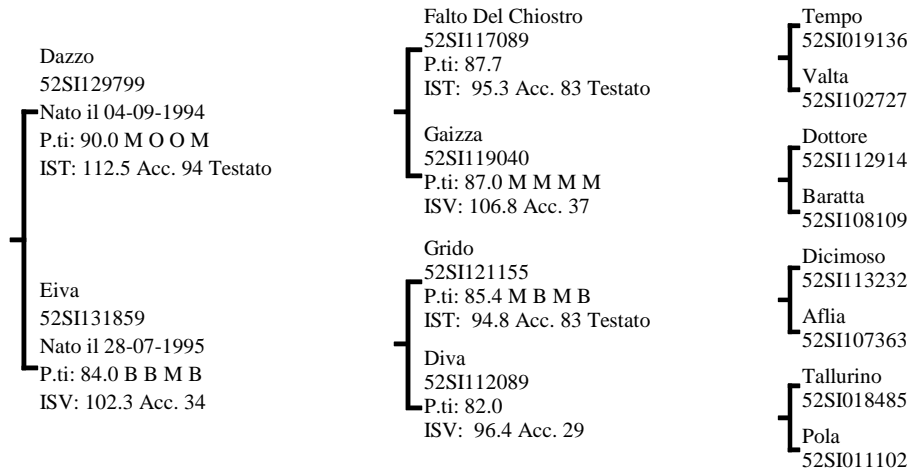 Dazzo
52SI129799
Nato il 04-09-1994
P.ti: 90.0 M O O M
IST: 112.5 Acc. 94 Testato
Eiva
52SI131859
Nato il 28-07-1995
P.ti: 84.0 B B M B
ISV: 102.3 Acc. 34
Falto Del Chiostro
52SI117089
P.ti: 87.7
IST: 95.3 Acc. 83 Testato
Gaizza
52SI119040
P.ti: 87.0 M M M M
ISV: 106.8 Acc. 37
Grido
52SI121155
P.ti: 85.4 M B M B
IST: 94.8 Acc. 83 Testato
Diva
52SI112089
P.ti: 82.0
ISV: 96.4 Acc. 29
Tempo
52SI019136
Valta
52SI102727
Dottore
52SI112914
Baratta
52SI108109
Dicimoso
52SI113232
Aflia
52SI107363
Tallurino
52SI018485
Pola
52SI011102